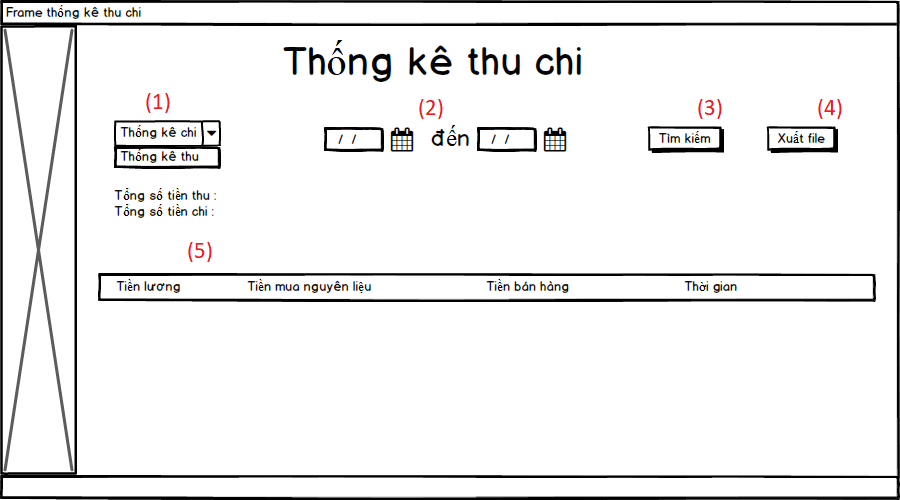 Frame thống kê thu chi
Thống kê thu chi
(1) (2) (3) (4)
Thống kê chi / / đến / / Tìm kiếm Xuất file
Thống kê thu
Tổng số tiền thu :
Tổng số tiền chi :
(5)
Tiền lương Tiền mua nguyên liệu Tiền bán hàng Thời gian